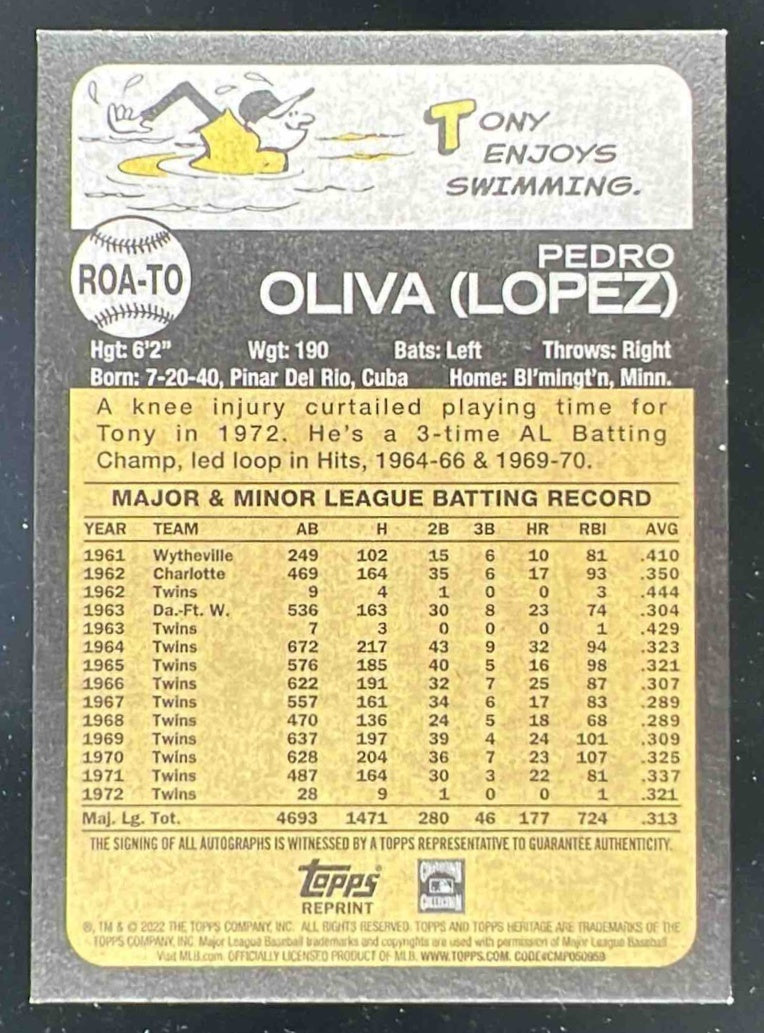 TONY
ENJOYS
SWIMMING.
ROA-TO
PEDRO
OLIVA (LOPEZ)
Hgt: 6'2" Wgt: 190 Bats: Left Throws: Right
Born: 7-20-40, Pinar Del Rio, Cuba Home: Bl'mingt'n, Minn.
A knee injury curtailed playing time for
Tony in 1972. He's a 3-time AL Batting
Champ, led loop in Hits, 1964-66 & 1969-70.
MAJOR & MINOR LEAGUE BATTING RECORD
YEAR TEAM AB H 2B 3B HR RBI AVG
1961 Wytheville 249 102 15 6 10 81 .410
1962 Charlotte 469 164 35 6 17 93 .350
1962 Twins 9 4 1 0 0 3 .444
1963 Da.-Ft. W. 536 163 30 8 23 74 .304
1963 Twins 7 3 0 0 0 1 .429
1964 Twins 672 217 43 9 32 94 .323
1965 Twins 576 185 40 5 16 98 .321
1966 Twins 622 191 32 7 25 87 .307
1967 Twins 557 161 34 6 17 83 .289
1968 Twins 470 136 24 5 18 68 .289
1969 Twins 637 197 39 4 24 101 .309
1970 Twins 628 204 36 7 23 107 .325
1971 Twins 487 164 30 3 22 81 .337
1972 Twins 28 9 1 0 0 1 .321
Maj. Lg. Tot. 4693 1471 280 46 177 724 .313
THE SIGNING OF ALL AUTOGRAPHS IS WITNESSED BY A TOPPS REPRESENTATIVE TO GUARANTEE AUTHENTICITY.
Topps
REPRINT
COOPERSTOWN
COLLECTION
®, TM & © 2022 THE TOPPS COMPANY, INC. ALL RIGHTS RESERVED. TOPPS AND TOPPS HERITAGE ARE TRADEMARKS OF THE
TOPPS COMPANY, INC. Major League Baseball trademarks and copyrights are used with permission of Major League Baseball.
Visit MLB.com. OFFICIALLY LICENSED PRODUCT OF MLB. WWW.TOPPS.COM. CODE#CMP050953